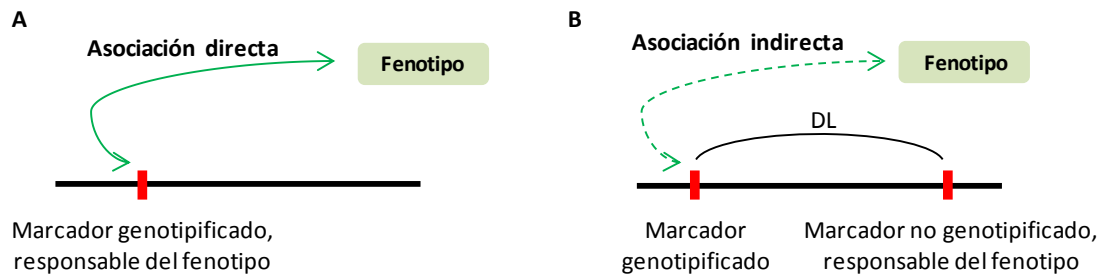 A
Asociación directa
Fenotipo
Marcador genotipificado,
responsable del fenotipo
B
Asociación indirecta
Fenotipo
DL
Marcador
genotipificado
Marcador no genotipificado,
responsable del fenotipo